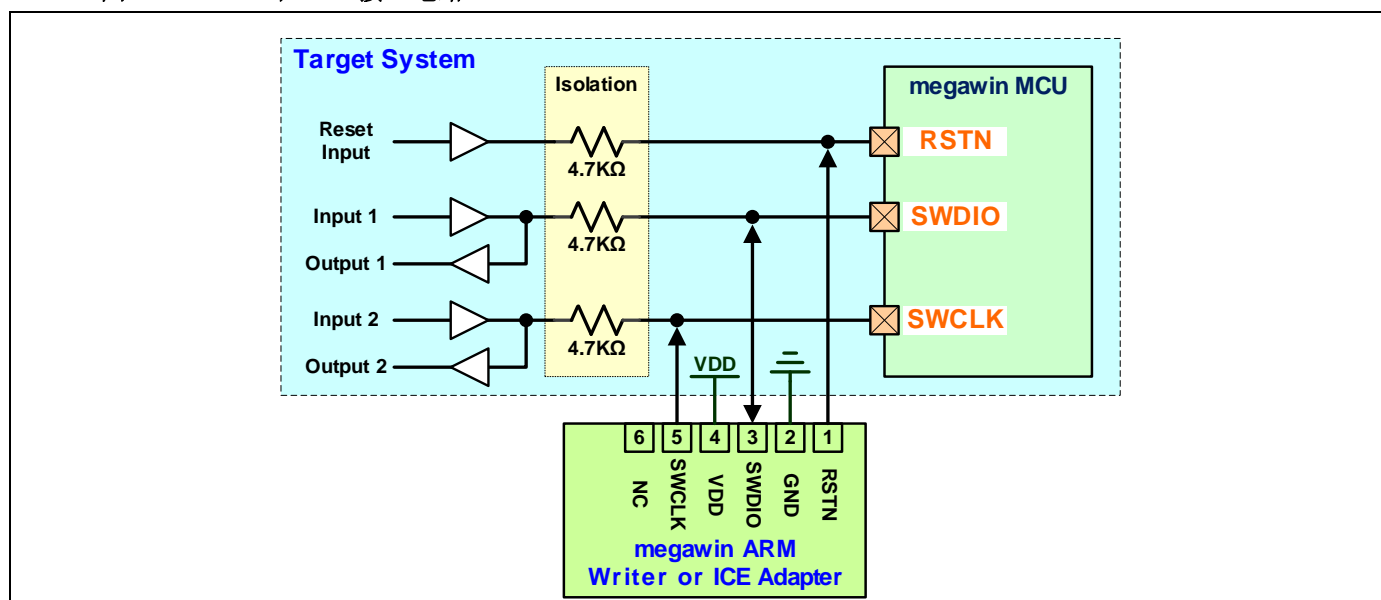 Target System
Isolation
megawin MCU
Reset
Input
4.7KΩ
RSTN
Input 1
4.7KΩ
SWDIO
Output 1
Input 2
4.7KΩ
SWCLK
Output 2
VDD
6 5 4 3 2 1
NC
SWCLK
VDD
SWDIO
GND
RSTN
megawin ARM
Writer or ICE Adapter